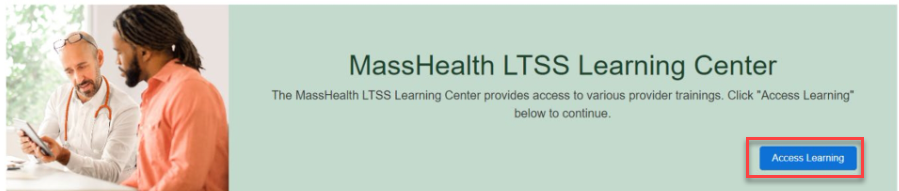 MassHealth LTSS Learning Center
The MassHealth LTSS Learning Center provides access to various provider trainings. Click "Access Learning"
below to continue.
Access Learning